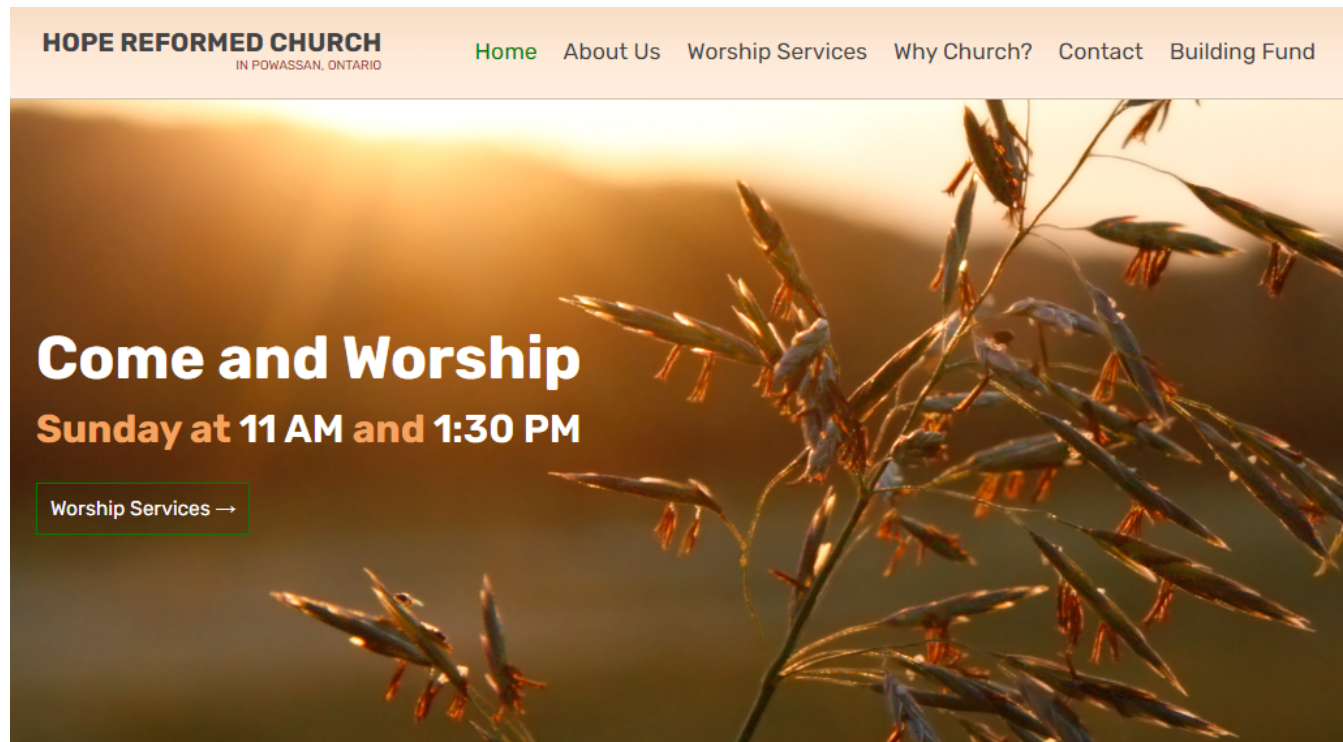 HOPE REFORMED CHURCH
IN POWASSAN, ONTARIO
Home About Us Worship Services Why Church? Contact Building Fund
Come and Worship
Sunday at 11 AM and 1:30 PM
Worship Services →